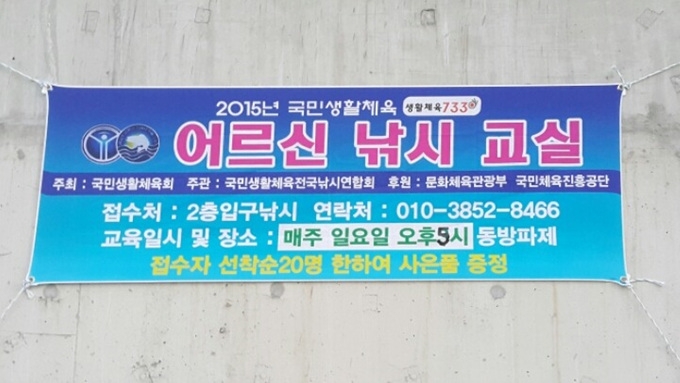 2015년 국민생활체육 생활체육733
어르신 낚시 교실
주최 : 국민생활체육회 주관 : 국민생활체육전국낚시연합회 후원 : 문화체육관광부 국민체육진흥공단
접수처 : 2층입구낚시 연락처 : 010-3852-8466
교육일시 및 장소 : 매주 일요일 오후5시 동방파제
접수자 선착순20명 한하여 사은품 증정